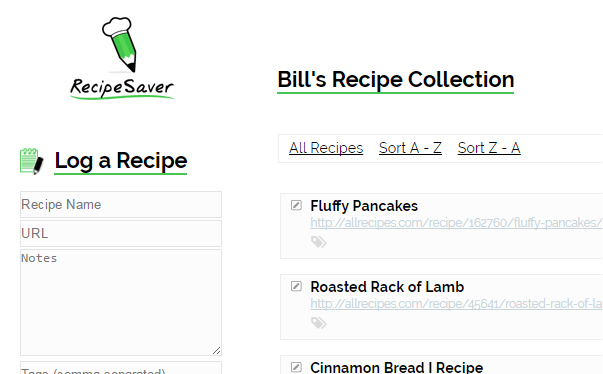 RecipeSaver
Bill's Recipe Collection
Log a Recipe
Recipe Name
URL
Notes
Tags (comma separated)
All Recipes Sort A - Z Sort Z - A
Fluffy Pancakes
http://allrecipes.com/recipe/162760/fluffy-pancakes/
Roasted Rack of Lamb
http://allrecipes.com/recipe/45641/roasted-rack-of-la
Cinnamon Bread I Recipe